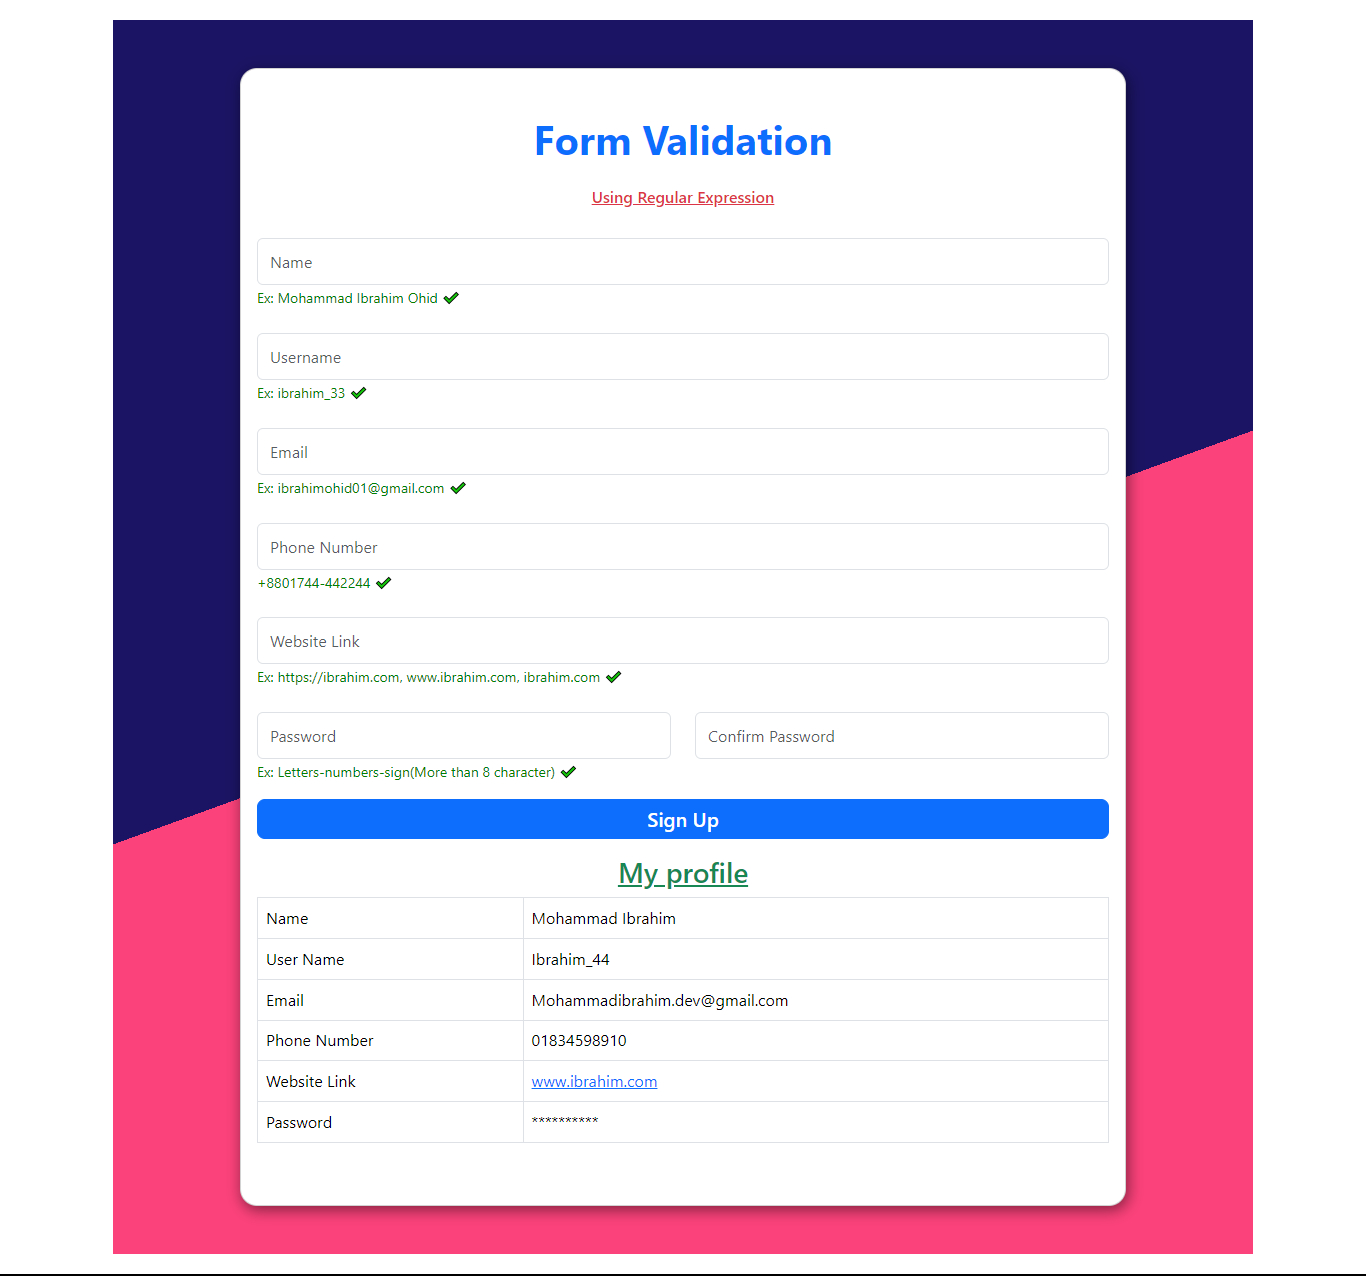 Form Validation
Using Regular Expression
Name
Ex: Mohammad Ibrahim Ohid ✔
Username
Ex: ibrahim_33 ✔
Email
Ex: ibrahimohid01@gmail.com ✔
Phone Number
+8801744-442244 ✔
Website Link
Ex: https://ibrahim.com, www.ibrahim.com, ibrahim.com ✔
Password Confirm Password
Ex: Letters-numbers-sign(More than 8 character) ✔
Sign Up
My profile
Name Mohammad Ibrahim
User Name Ibrahim_44
Email Mohammadibrahim.dev@gmail.com
Phone Number 01834598910
Website Link www.ibrahim.com
Password **********